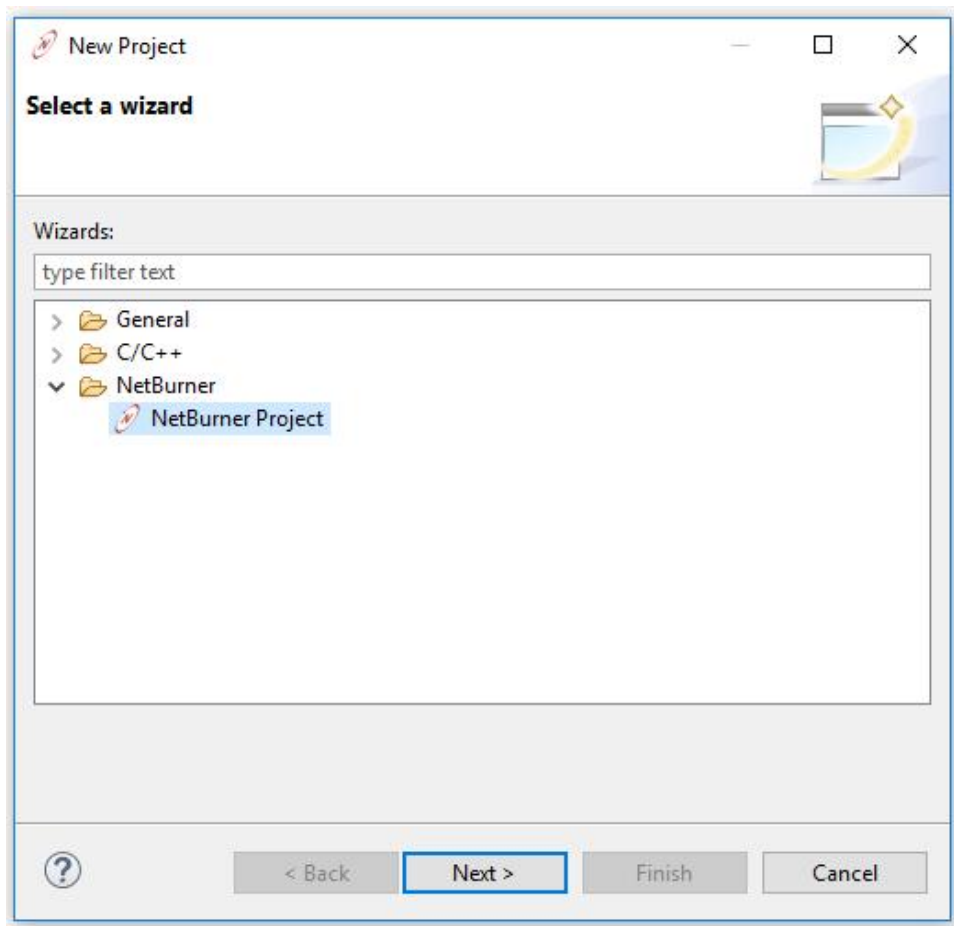 New Project
Select a wizard
Wizards:
type filter text
General
C/C++
NetBurner
NetBurner Project
?
< Back Next > Finish Cancel